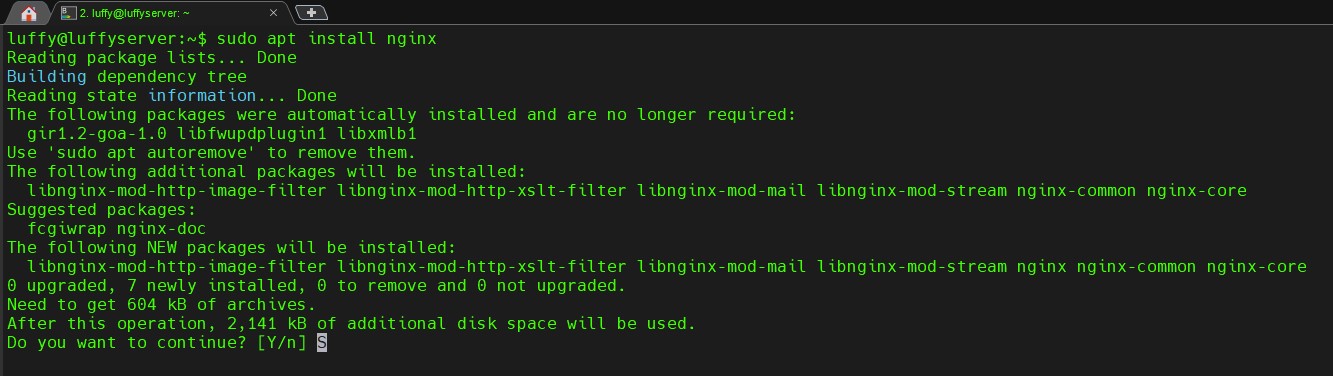 2. luffy@luffyserver: ~
luffy@luffyserver:~$ sudo apt install nginx
Reading package lists... Done
Building dependency tree
Reading state information... Done
The following packages were automatically installed and are no longer required:
  gir1.2-goa-1.0 libfwupdplugin1 libxmlb1
Use 'sudo apt autoremove' to remove them.
The following additional packages will be installed:
  libnginx-mod-http-image-filter libnginx-mod-http-xslt-filter libnginx-mod-mail libnginx-mod-stream nginx-common nginx-core
Suggested packages:
  fcgiwrap nginx-doc
The following NEW packages will be installed:
  libnginx-mod-http-image-filter libnginx-mod-http-xslt-filter libnginx-mod-mail libnginx-mod-stream nginx nginx-common nginx-core
0 upgraded, 7 newly installed, 0 to remove and 0 not upgraded.
Need to get 604 kB of archives.
After this operation, 2,141 kB of additional disk space will be used.
Do you want to continue? [Y/n] S